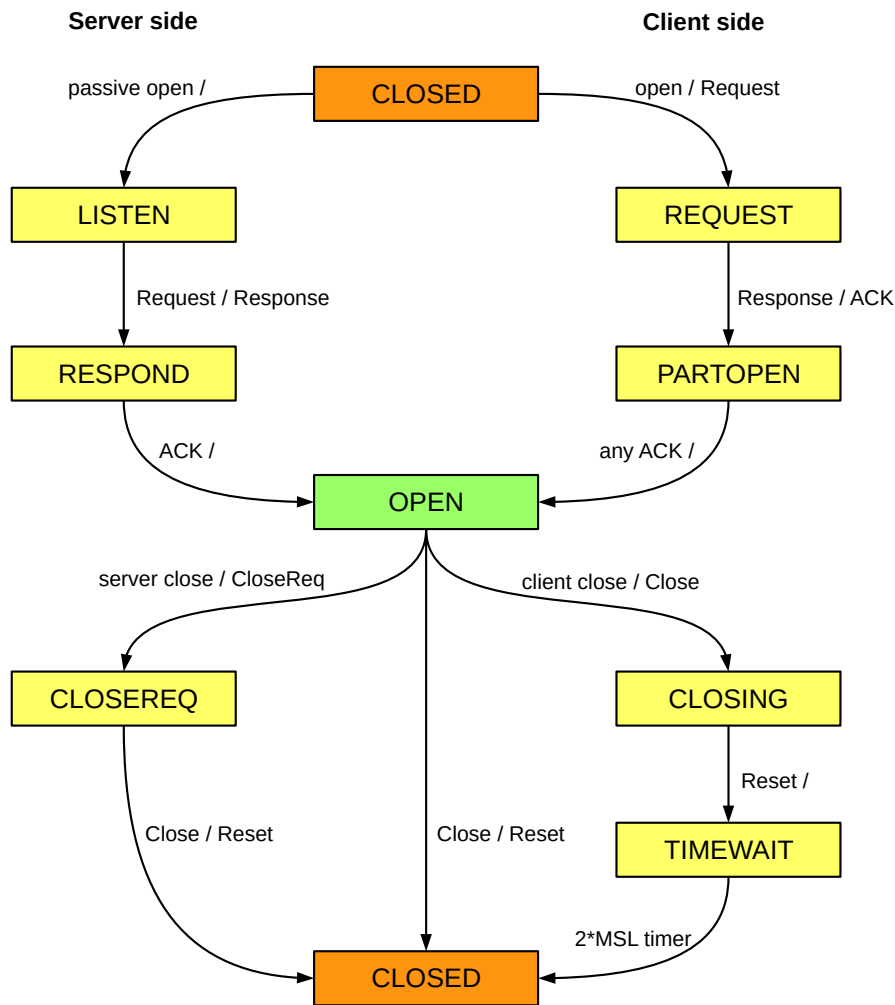 Server side
Client side
passive open /
CLOSED
open / Request
LISTEN
REQUEST
Request / Response
Response / ACK
RESPOND
PARTOPEN
ACK /
any ACK /
OPEN
server close / CloseReq
client close / Close
CLOSEREQ
CLOSING
Reset /
Close / Reset
Close / Reset
TIMEWAIT
2*MSL timer
CLOSED